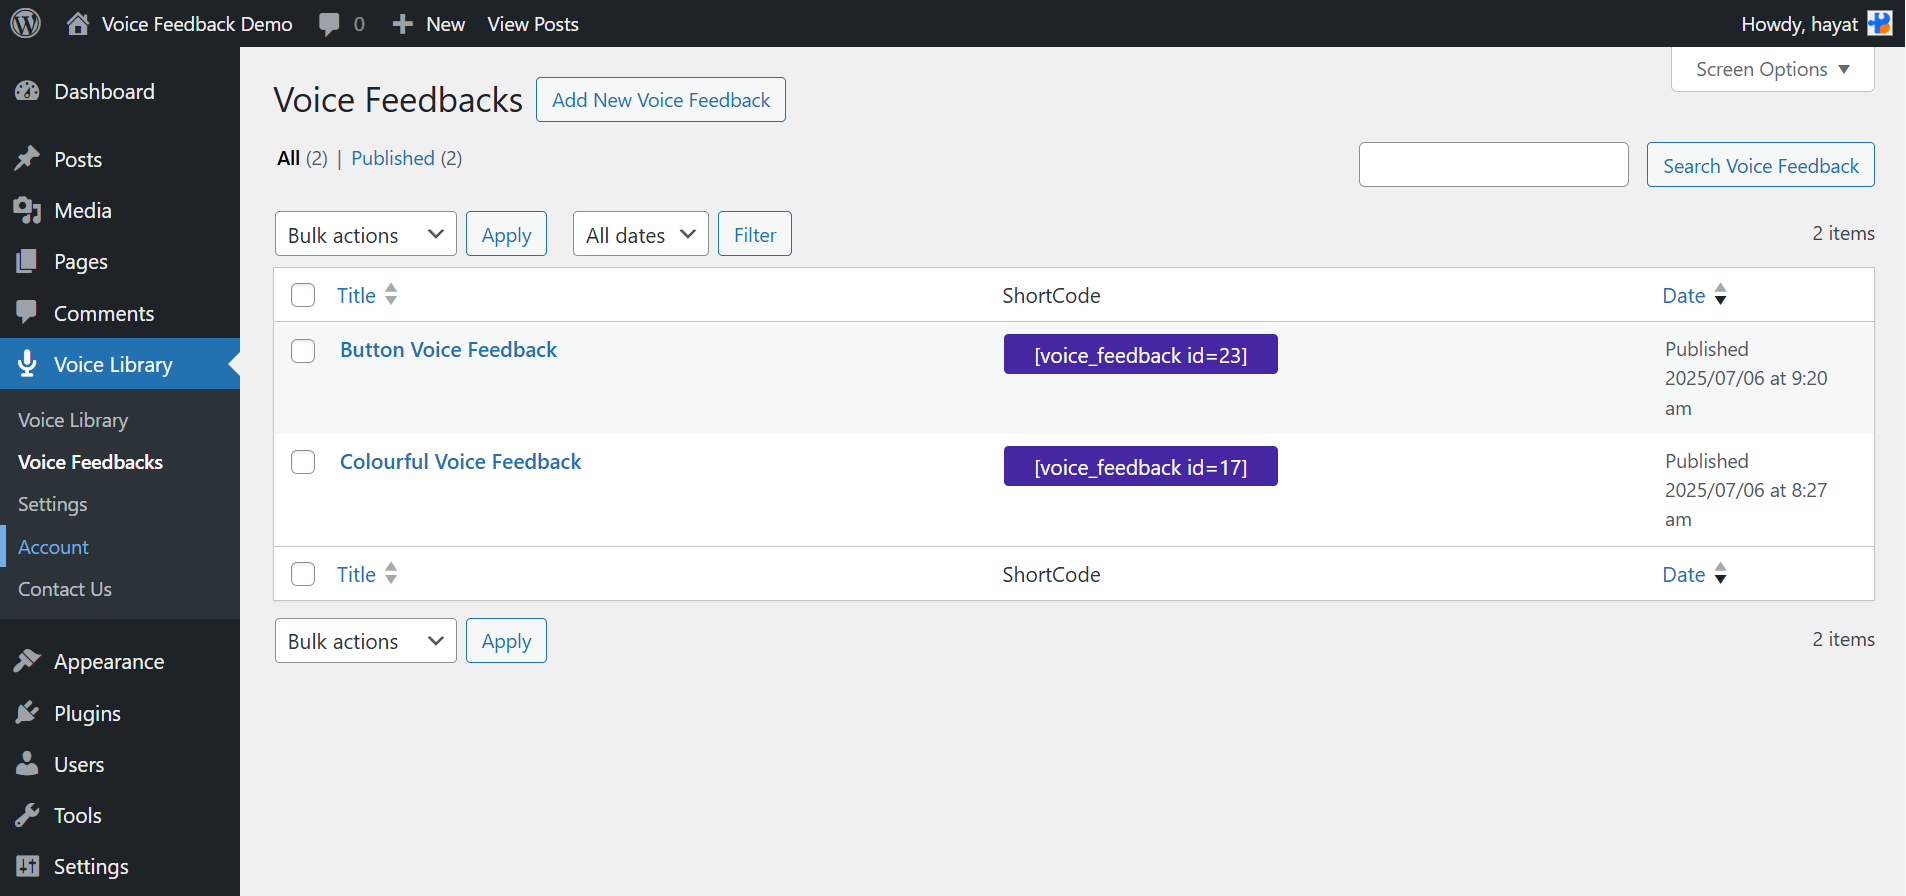 Voice Feedback Demo 0 New View Posts Howdy, hayat
Screen Options
Dashboard
Posts
Media
Pages
Comments
Voice Library
Voice Library
Voice Feedbacks
Settings
Account
Contact Us
Appearance
Plugins
Users
Tools
Settings
Voice Feedbacks Add New Voice Feedback
All (2) | Published (2)
Search Voice Feedback
Bulk actions Apply All dates Filter 2 items
Title ShortCode Date
Button Voice Feedback [voice_feedback id=23] Published
2025/07/06 at 9:20
am
Colourful Voice Feedback [voice_feedback id=17] Published
2025/07/06 at 8:27
am
Title ShortCode Date
Bulk actions Apply 2 items